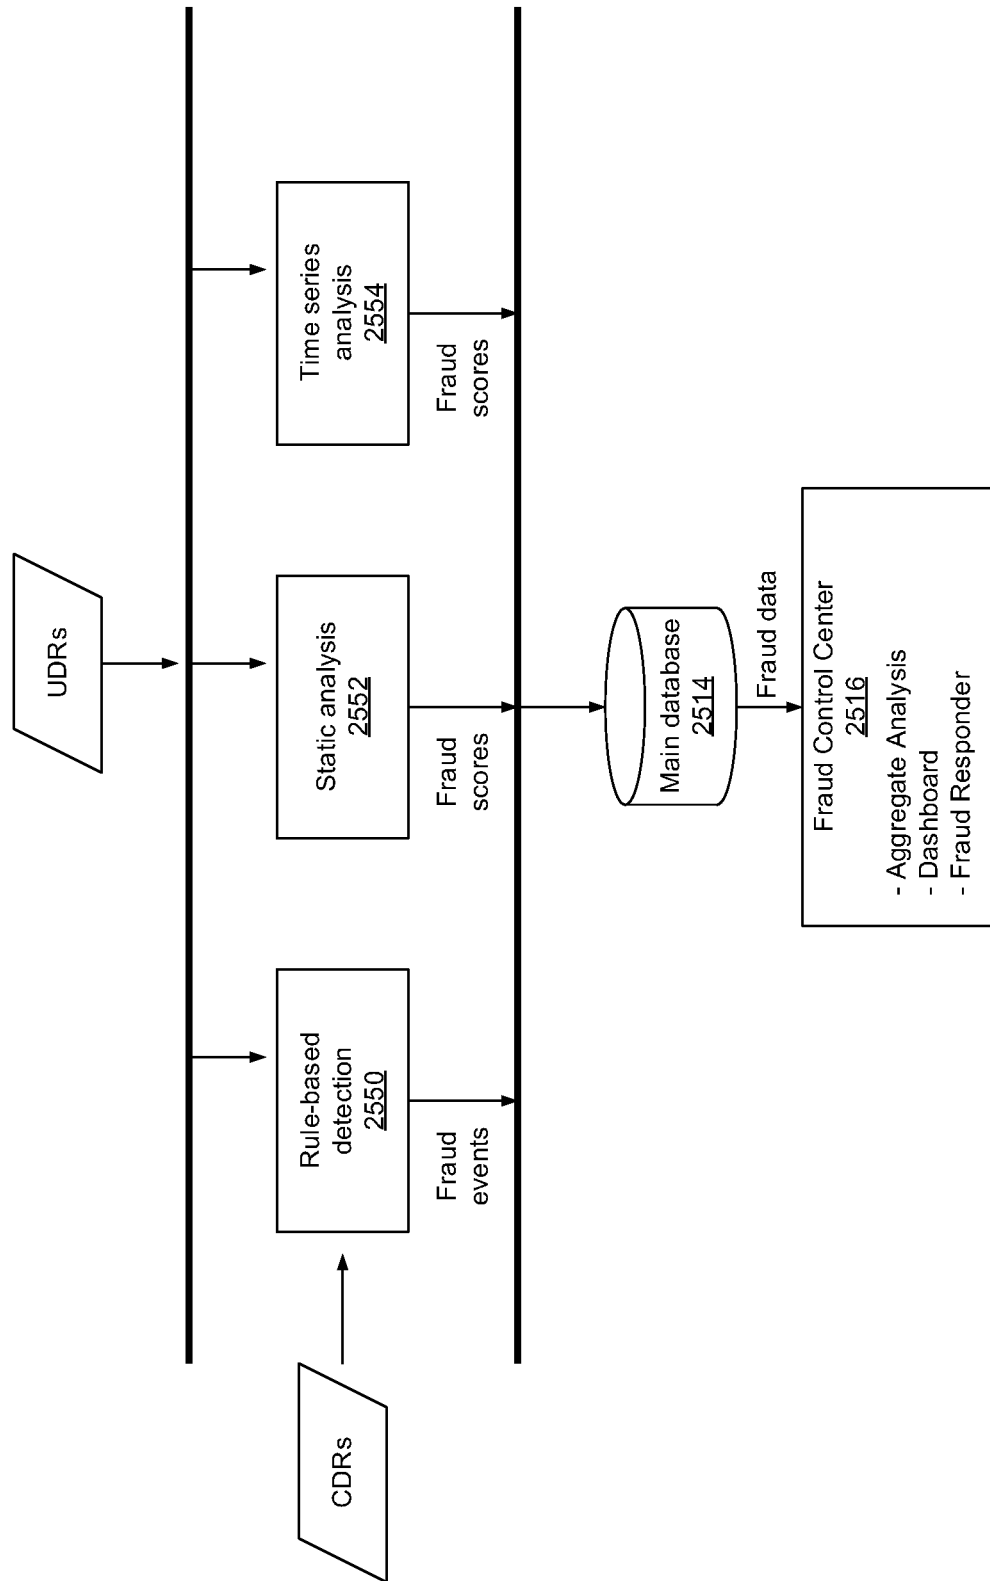 UDRs
CDRs
Rule-based
detection
2550
Static analysis
2552
Time series
analysis
2554
Fraud
events
Fraud
scores
Fraud
scores
Main database
2514
Fraud data
Fraud Control Center
2516
- Aggregate Analysis
- Dashboard
- Fraud Responder